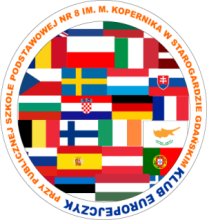 PRZY PUBLICZNEJ SZKOLE PODSTAWOWEJ NR 8 IM. M. KOPERNIKA W STAROGARDZIE GDAŃSKIM
KLUB EUROPEJCZYK